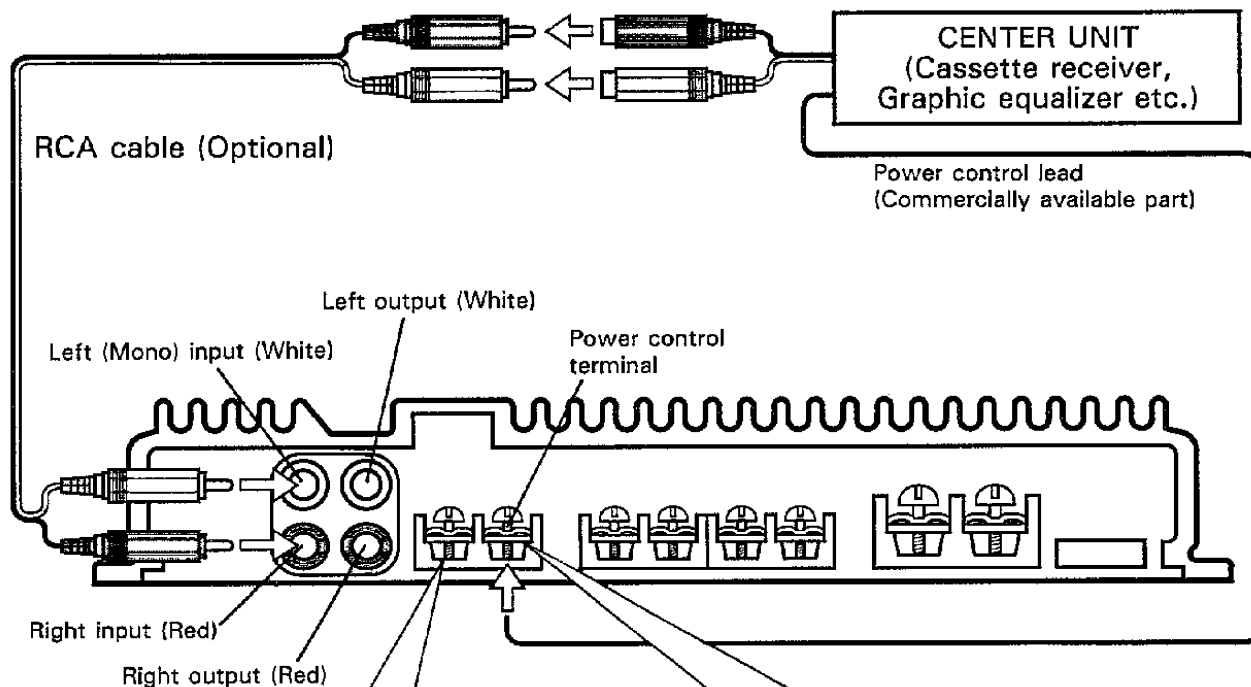 CENTER UNIT
(Cassette receiver,
Graphic equalizer etc.)
RCA cable (Optional)
Power control lead
(Commercially available part)
Left output (White)
Left (Mono) input (White)
Power control
terminal
Right input (Red)
Right output (Red)